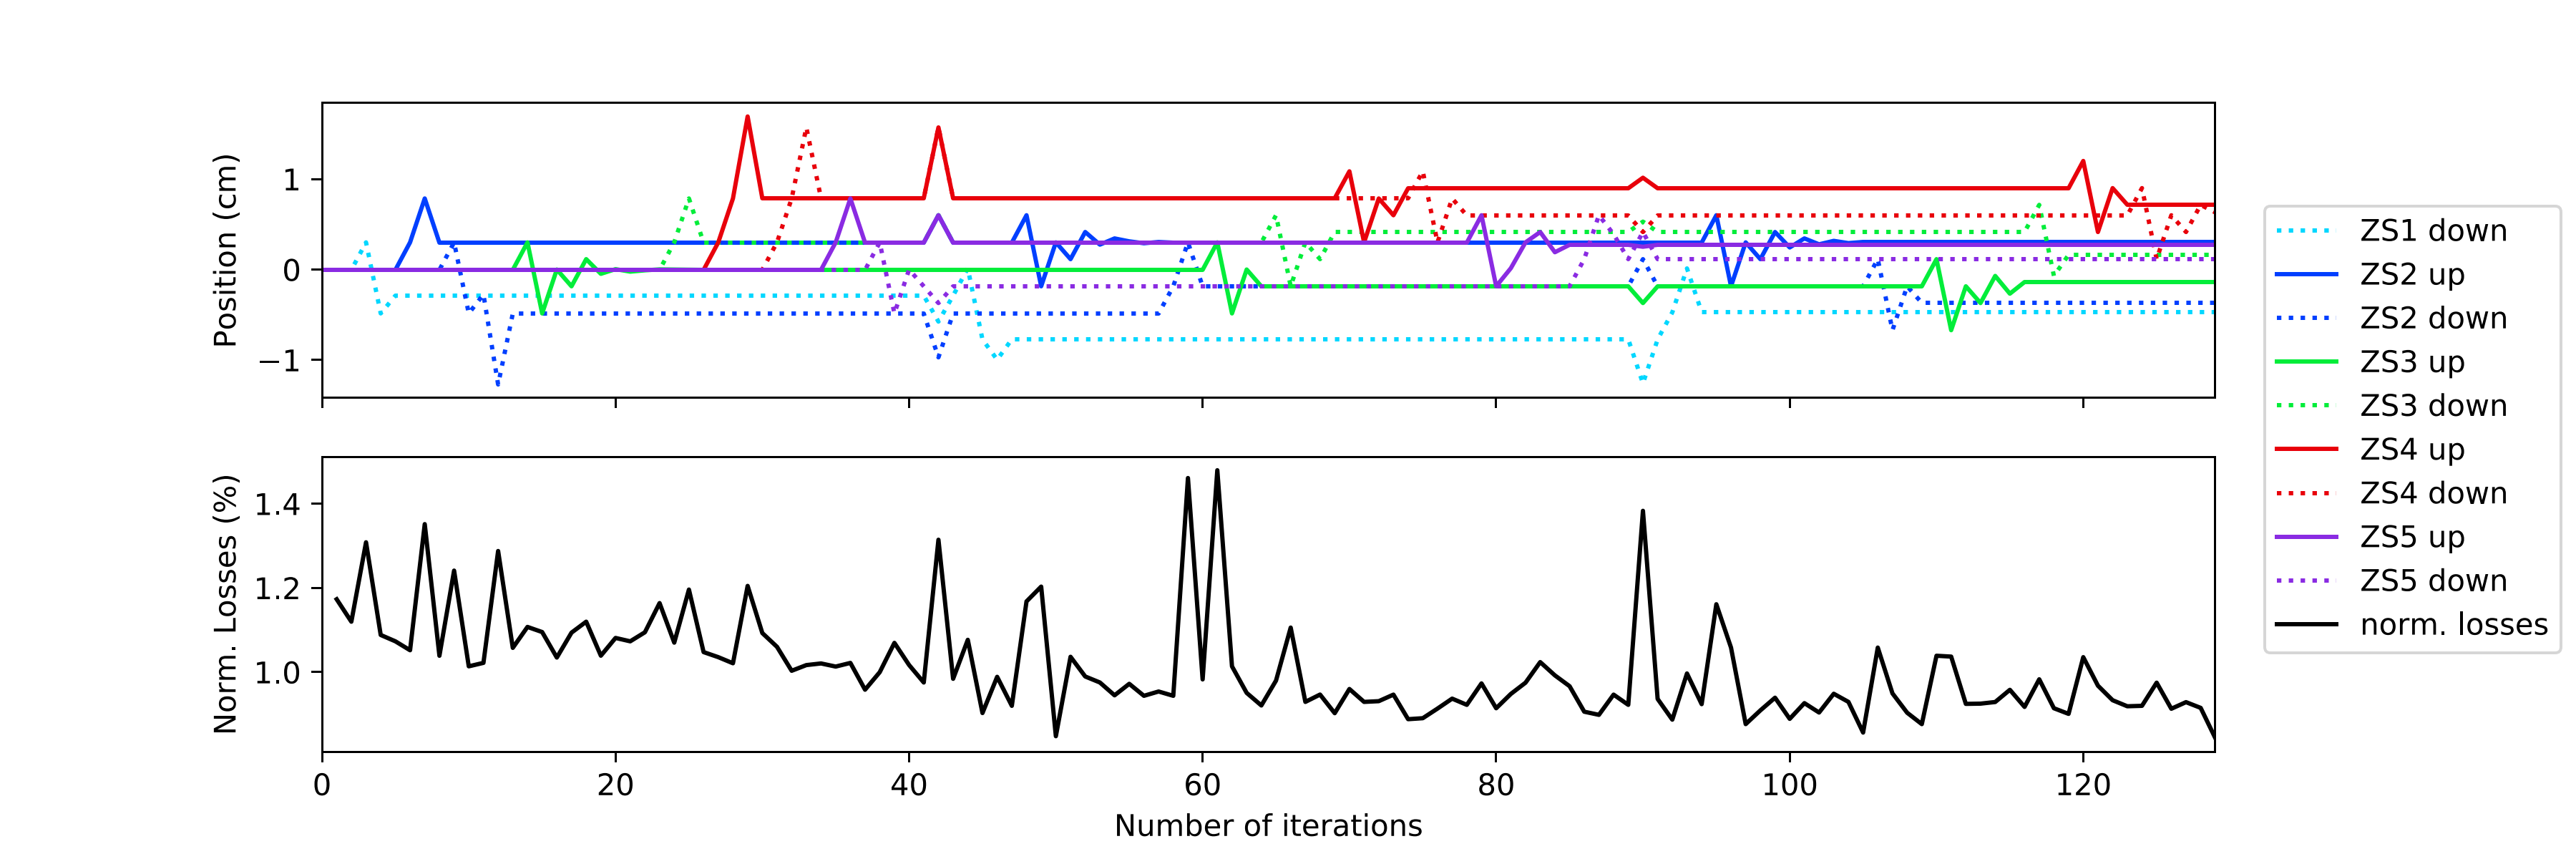 Position (cm)
1
0
−1
Norm. Losses (%)
1.4
1.2
1.0
0 20 40 60 80 100 120
Number of iterations
ZS1 down
ZS2 up
ZS2 down
ZS3 up
ZS3 down
ZS4 up
ZS4 down
ZS5 up
ZS5 down
norm. losses